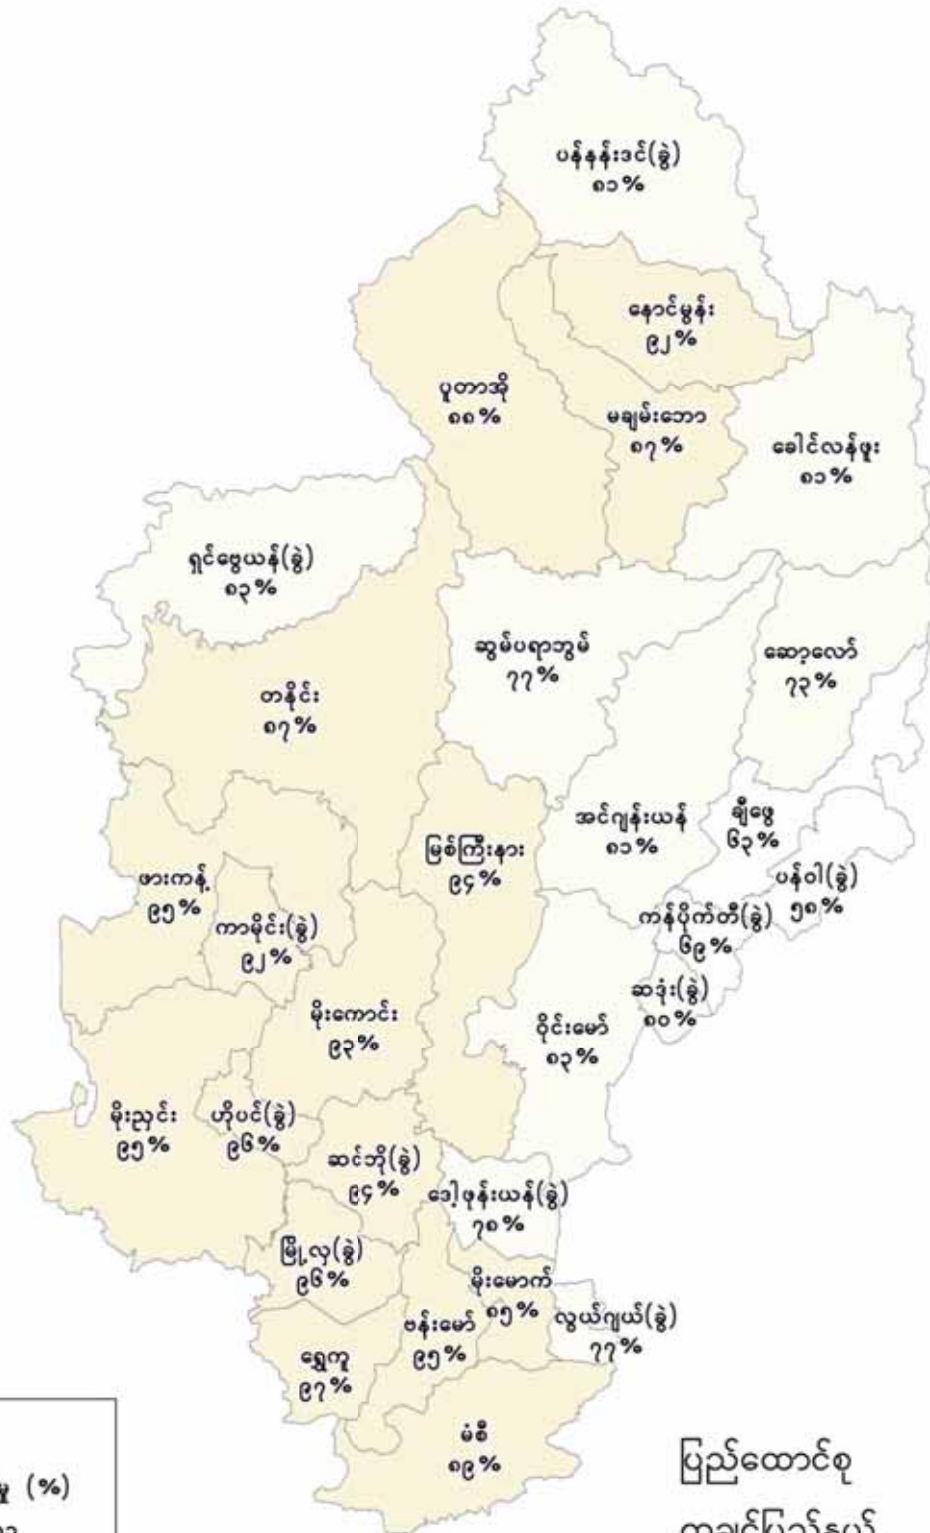 ပန်နန်းဒင်(ခွဲ)
၈၁%
နောင်မွန်း
၉၂%
ပူတာအို
၈၈%
မချမ်းဘော
၈၇%
ခေါင်လန်ဖူး
၈၁%
ရှင်ဗွေယန်(ခွဲ)
၈၃%
ဆွမ်ပရာဘွမ်
၇၇%
ဆော့လော်
၇၃%
တနိုင်း
၈၇%
အင်ဂျန်းယန်
၈၁%
ချီဖွေ
၆၃%
မြစ်ကြီးနား
၉၄%
ပန်ဝါ(ခွဲ)
၅၈%
ဖားကန့်
၉၅%
ကာမိုင်း(ခွဲ)
၉၂%
ကန်ပိုက်တီ(ခွဲ)
၆၉%
ဆဒုံး(ခွဲ)
၈၀%
မိုးကောင်း
၉၃%
ဝိုင်းမော်
၈၃%
မိုးညှင်း
၉၅%
ဟိုပင်(ခွဲ)
၉၆%
ဆင်ဘို(ခွဲ)
၉၄%
ဒေါ့ဖုန်းယန်(ခွဲ)
၇၈%
မြို့လှ(ခွဲ)
၉၆%
မိုးမောက်
၈၅%
ဗန်းမော်
၉၅%
လွယ်ဂျယ်(ခွဲ)
၇၇%
ရွှေကူ
၉၇%
မံစီ
၈၉%
(%)
ပြည်ထောင်စု
ကချင်ပြည်နယ်